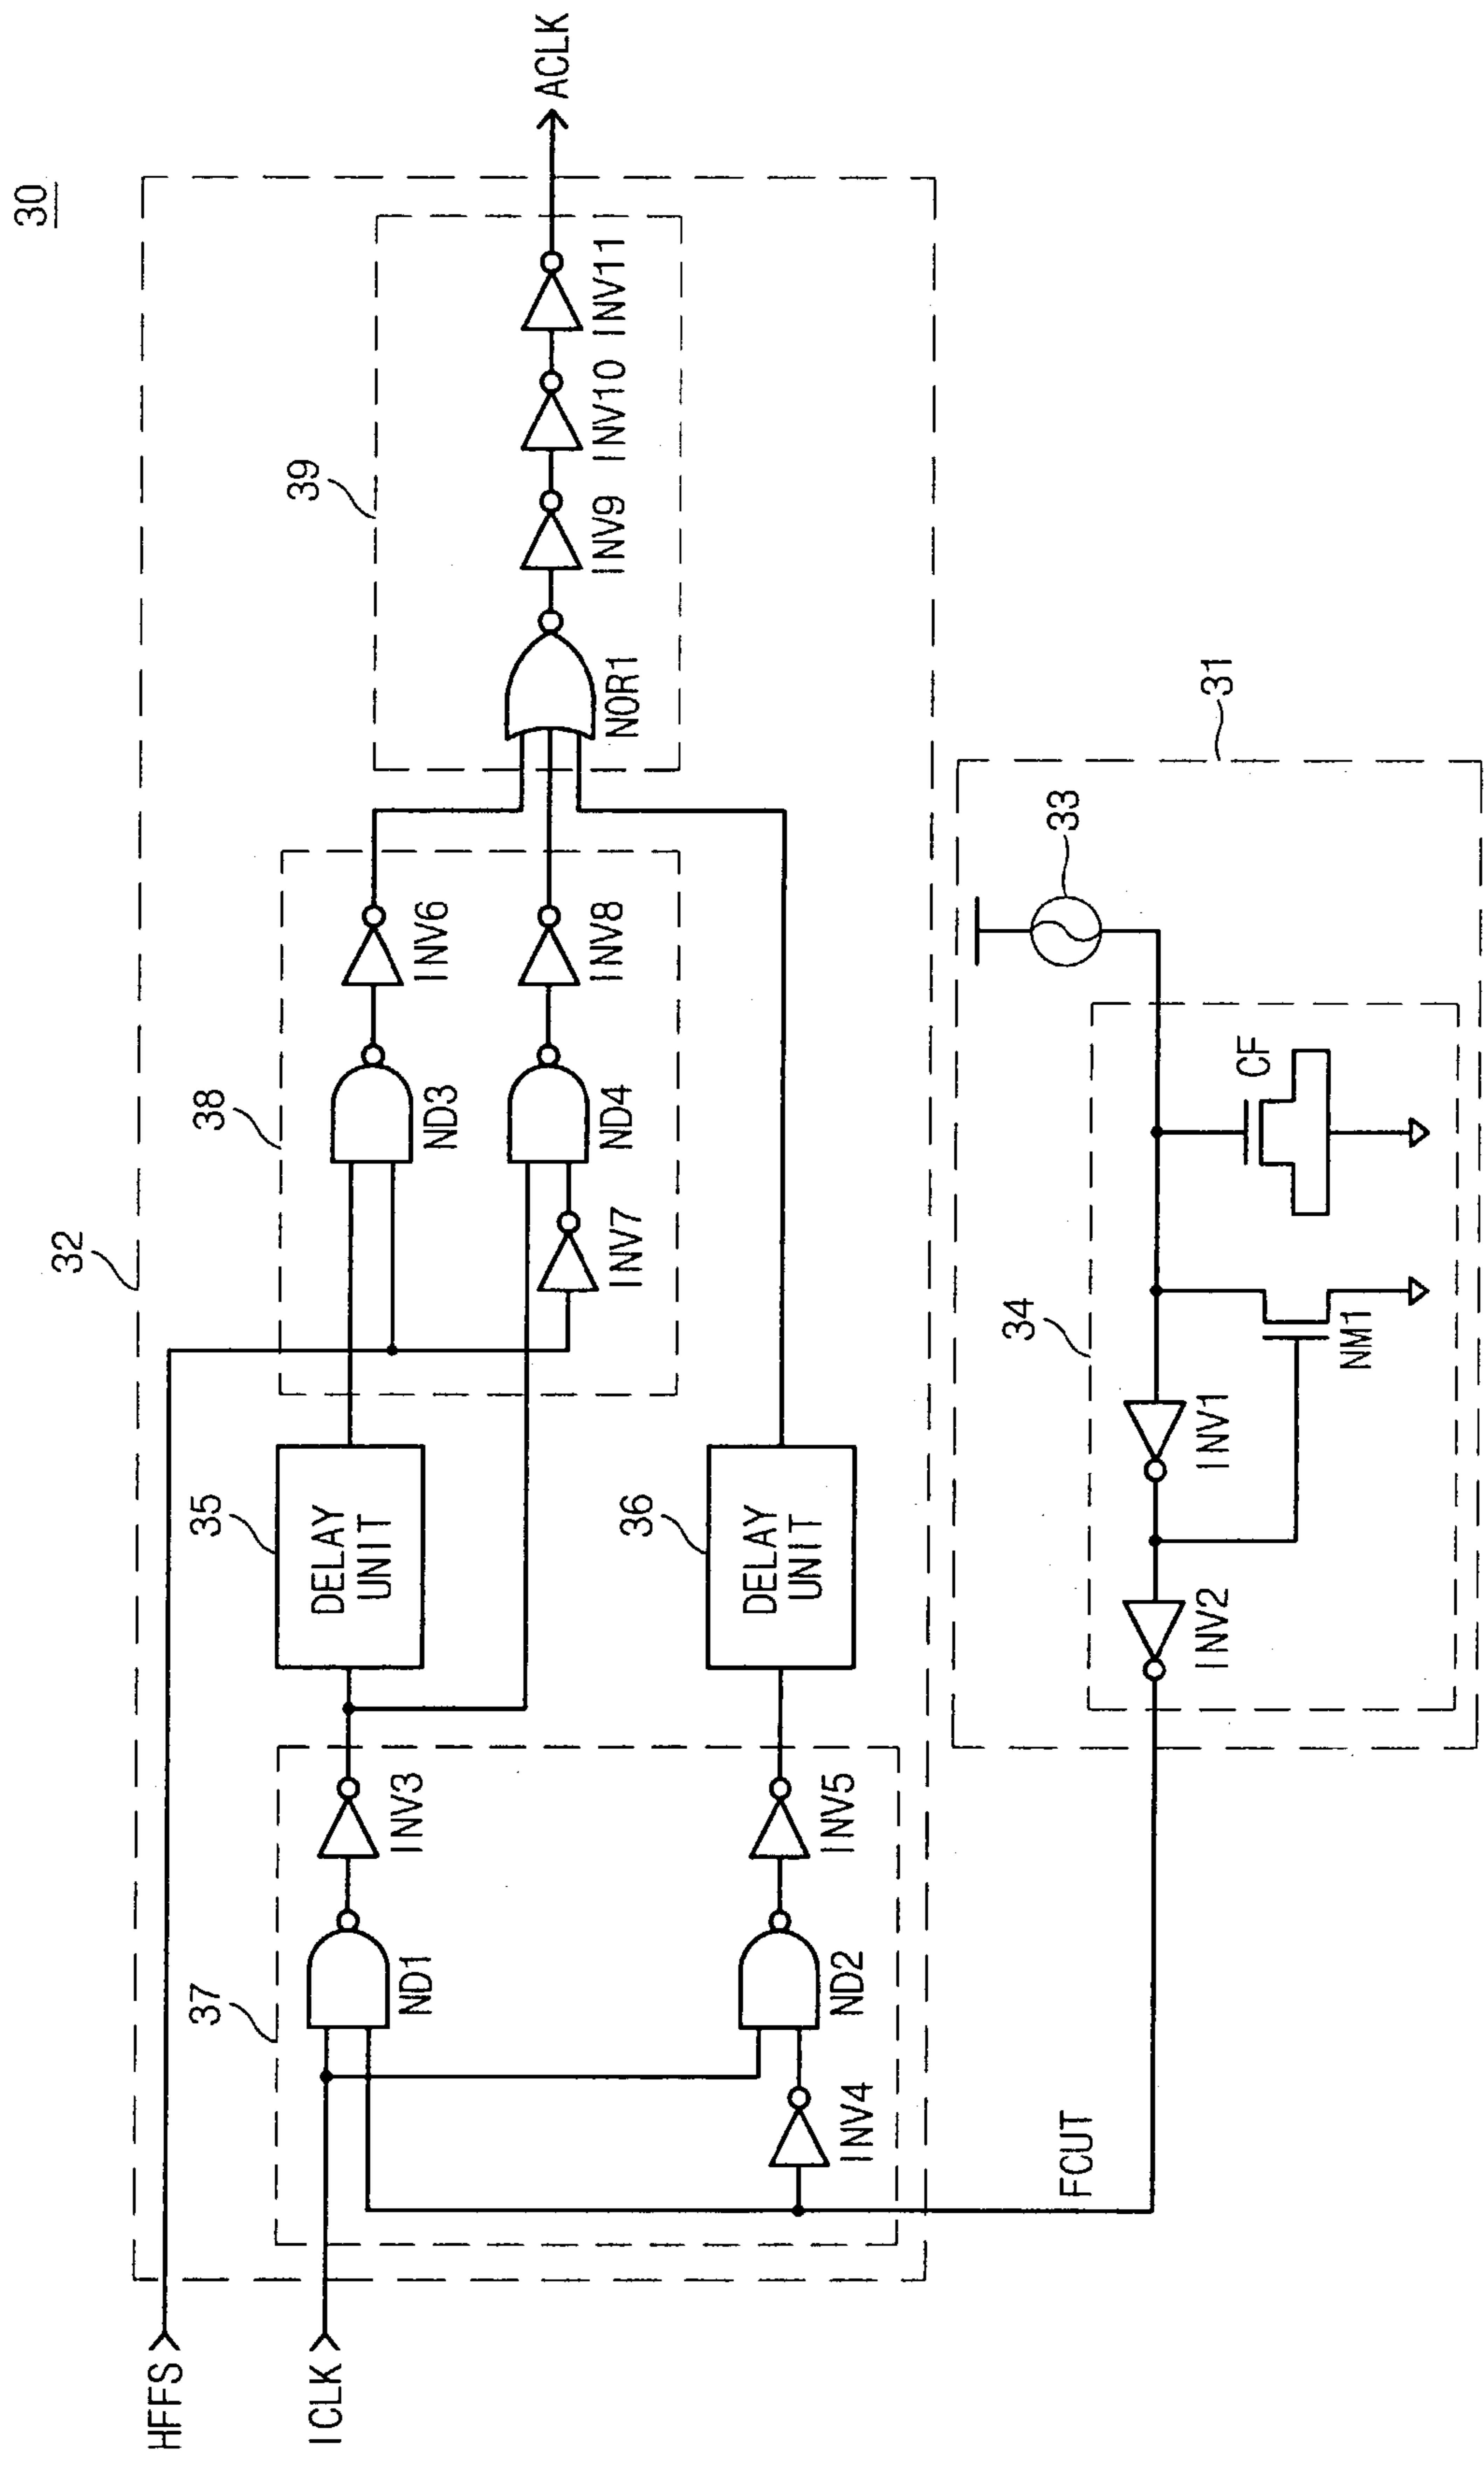 30
32
HFFS
ICLK
37
ND1
INV3
INV4
ND2
INV5
35
DELAY
UNIT
36
DELAY
UNIT
38
ND3
INV6
INV7
ND4
INV8
39
NOR1
INV9
INV10
INV11
ACLK
FCUT
31
33
34
INV2
INV1
NM1
CF